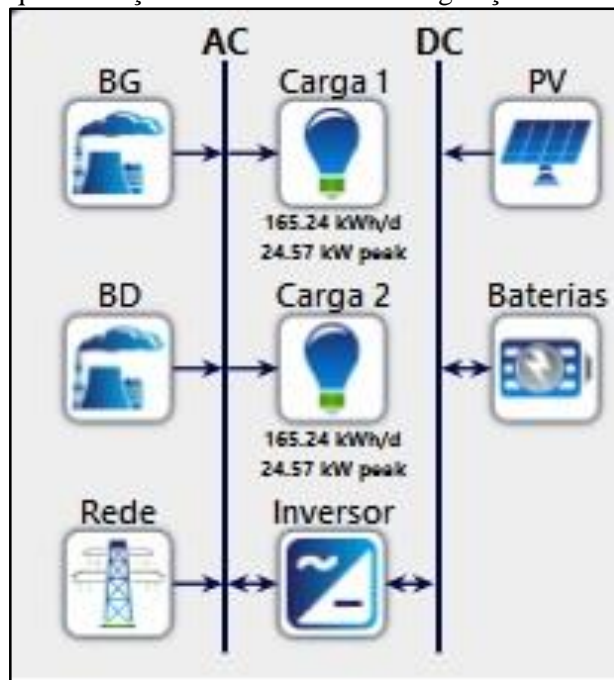 AC DC
BG Carga 1 PV
165.24 kWh/d
24.57 kW peak
BD Carga 2 Baterias
165.24 kWh/d
24.57 kW peak
Rede Inversor